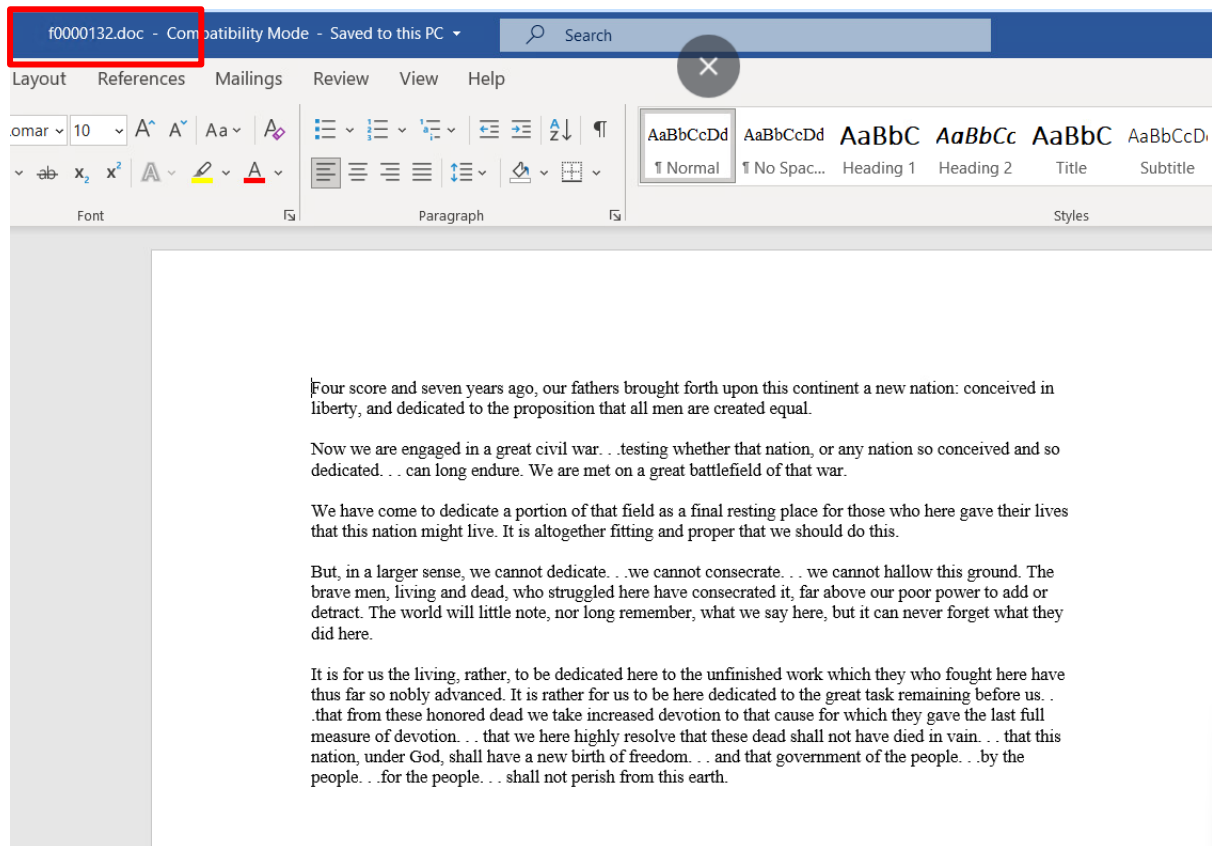 f0000132.doc - Compatibility Mode - Saved to this PC
Search
Layout References Mailings Review View Help
10 A^ Aˇ Aa A
AaBbCcDd AaBbCcDd AaBbC AaBbCc AaBbC AaBbCcD
ab x₂ x² A A
¶ Normal ¶ No Spac... Heading 1 Heading 2 Title Subtitle
Font Paragraph Styles
Four score and seven years ago, our fathers brought forth upon this continent a new nation: conceived in
liberty, and dedicated to the proposition that all men are created equal.
Now we are engaged in a great civil war. . .testing whether that nation, or any nation so conceived and so
dedicated. . . can long endure. We are met on a great battlefield of that war.
We have come to dedicate a portion of that field as a final resting place for those who here gave their lives
that this nation might live. It is altogether fitting and proper that we should do this.
But, in a larger sense, we cannot dedicate. . .we cannot consecrate. . . we cannot hallow this ground. The
brave men, living and dead, who struggled here have consecrated it, far above our poor power to add or
detract. The world will little note, nor long remember, what we say here, but it can never forget what they
did here.
It is for us the living, rather, to be dedicated here to the unfinished work which they who fought here have
thus far so nobly advanced. It is rather for us to be here dedicated to the great task remaining before us. .
.that from these honored dead we take increased devotion to that cause for which they gave the last full
measure of devotion. . . that we here highly resolve that these dead shall not have died in vain. . . that this
nation, under God, shall have a new birth of freedom. . . and that government of the people. . .by the
people. . .for the people. . . shall not perish from this earth.